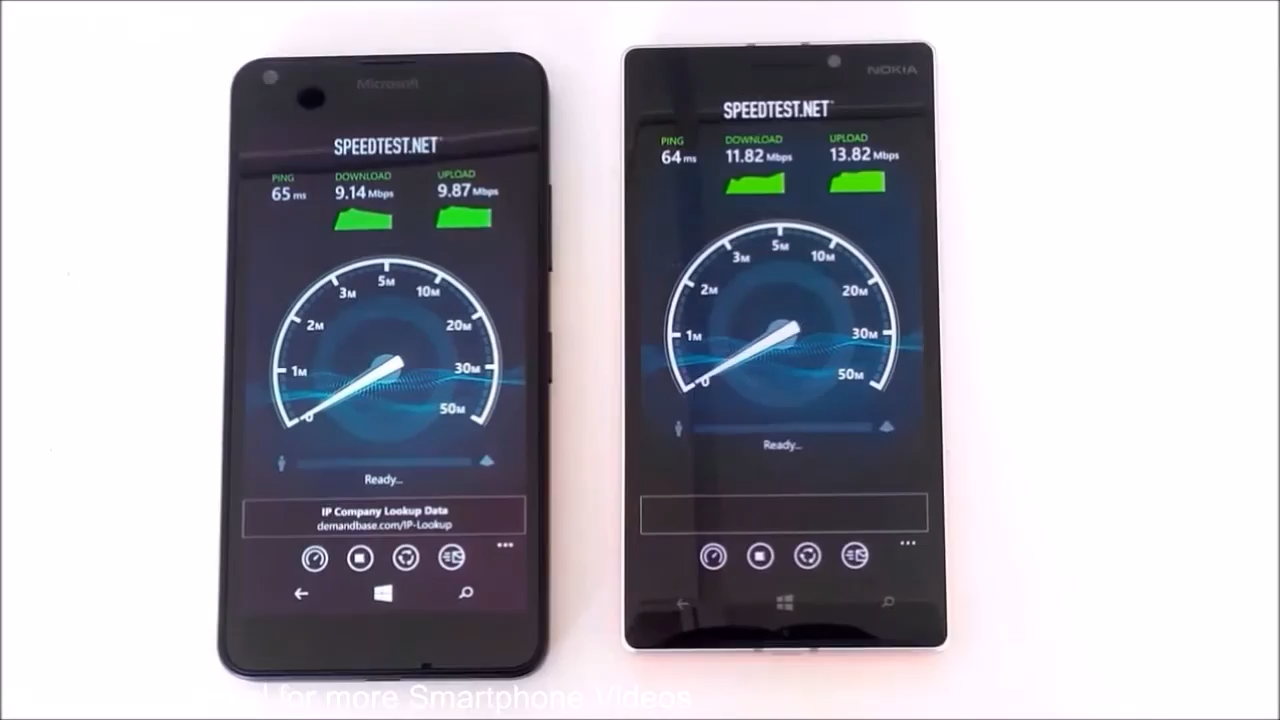 Microsoft
SPEEDTEST.NET
PING
DOWNLOAD
UPLOAD
65 ms
9.14 Mbps
9.87 Mbps
5M
3M
10M
2M
20M
1M
30M
0
50M
Ready...
IP Company Lookup Data
demandbase.com/IP-Lookup
NOKIA
SPEEDTEST.NET
PING
DOWNLOAD
UPLOAD
64 ms
11.82 Mbps
13.82 Mbps
5M
3M
10M
2M
20M
1M
30M
0
50M
Ready...
for more Smartphone Videos